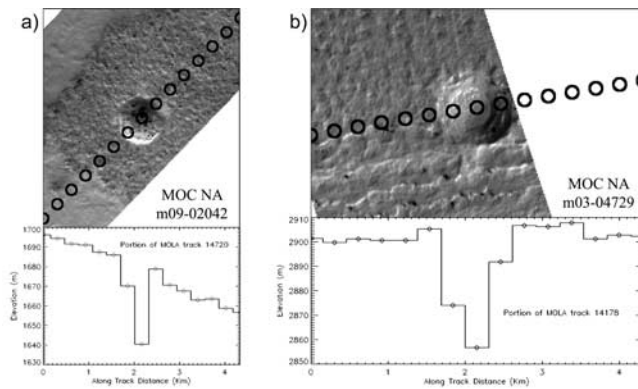 a)
MOC NA
m09-02042
1700
1690
1680
1670
1660
1650
1640
1630
Elevation (m)
Portion of MOLA track 14720
0
1
2
3
4
Along Track Distance (Km)
b)
MOC NA
m03-04729
2910
2900
2890
2880
2870
2860
2850
Elevation (m)
Portion of MOLA track 14178
0
1
2
3
4
Along Track Distance (Km)